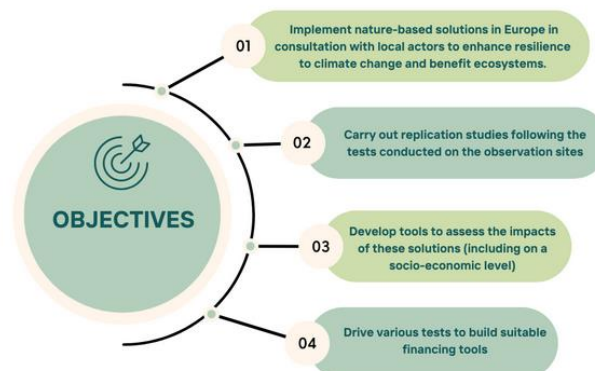 OBJECTIVES
01
Implement nature-based solutions in Europe in
consultation with local actors to enhance resilience
to climate change and benefit ecosystems.
02
Carry out replication studies following the
tests conducted on the observation sites
03
Develop tools to assess the impacts
of these solutions (including on a
socio-economic level)
04
Drive various tests to build suitable
financing tools